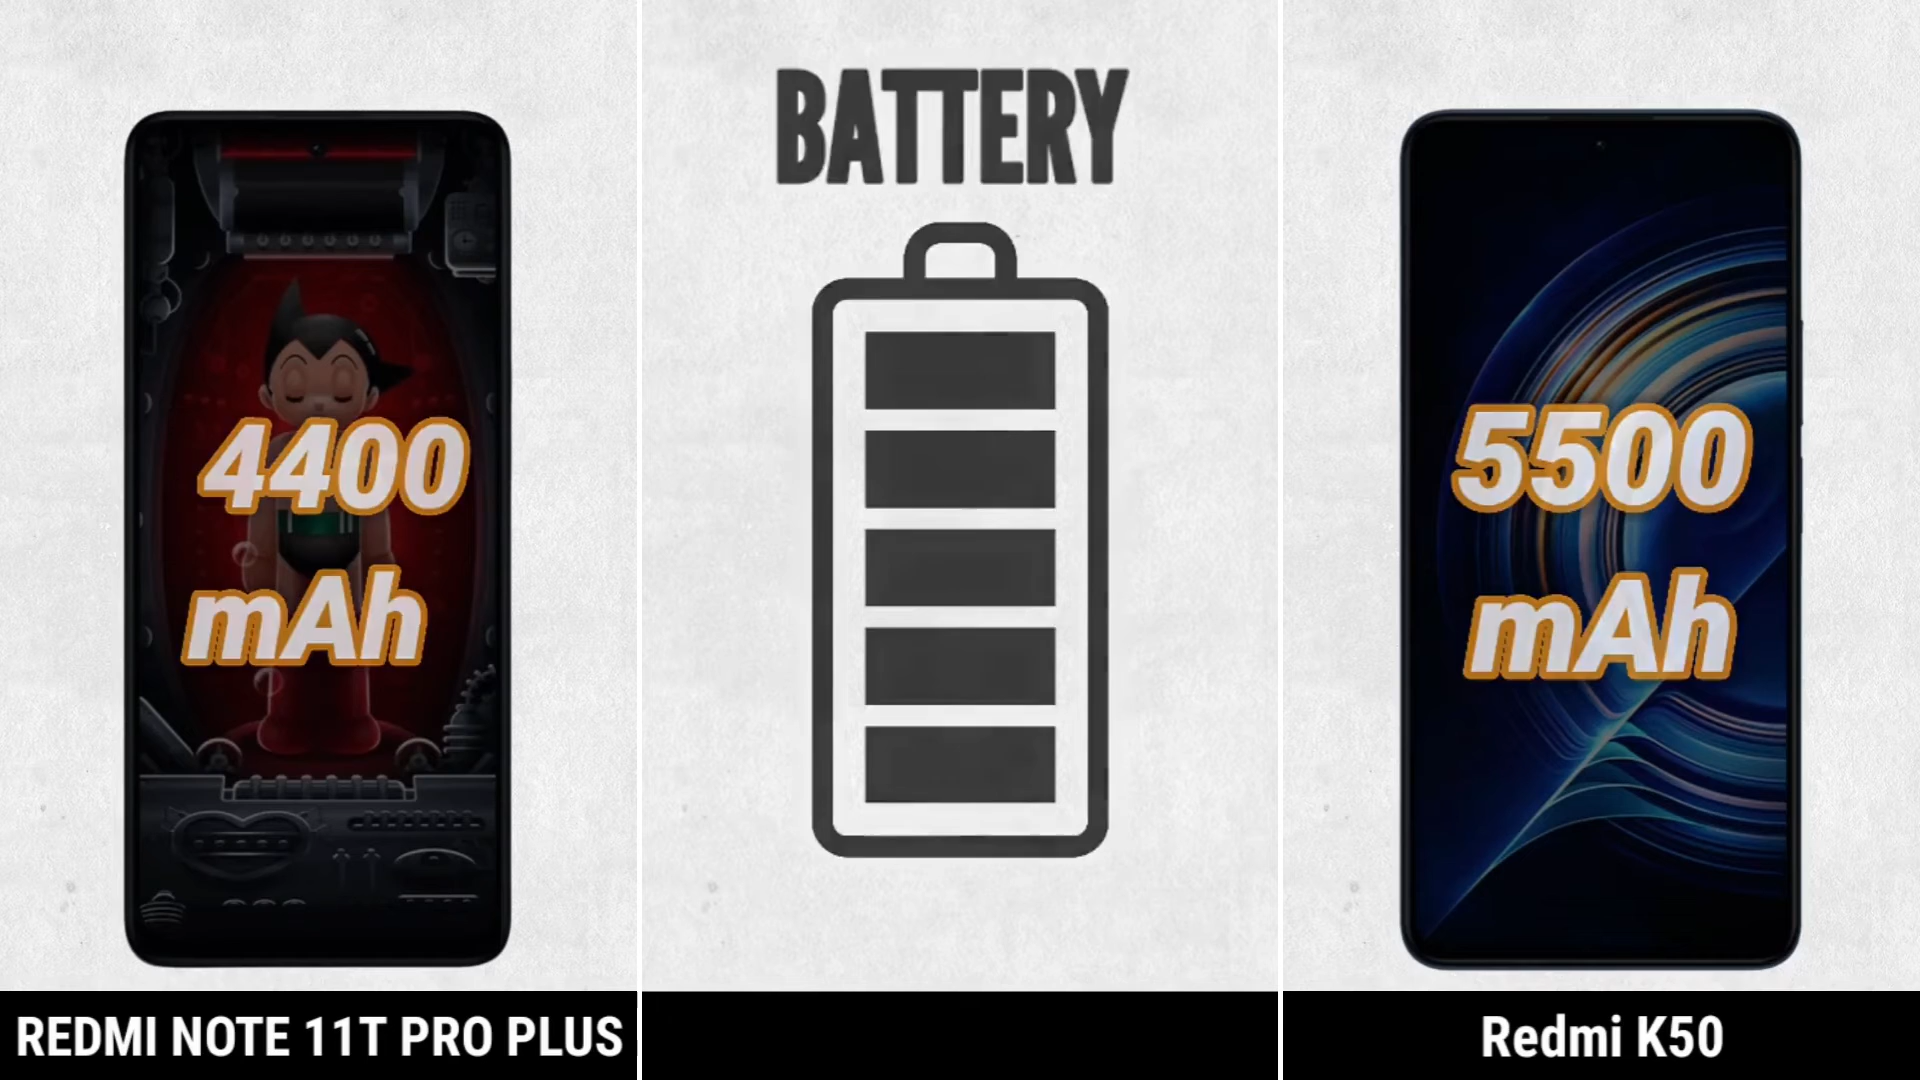 BATTERY
4400
mAh
5500
mAh
REDMI NOTE 11T PRO PLUS
Redmi K50